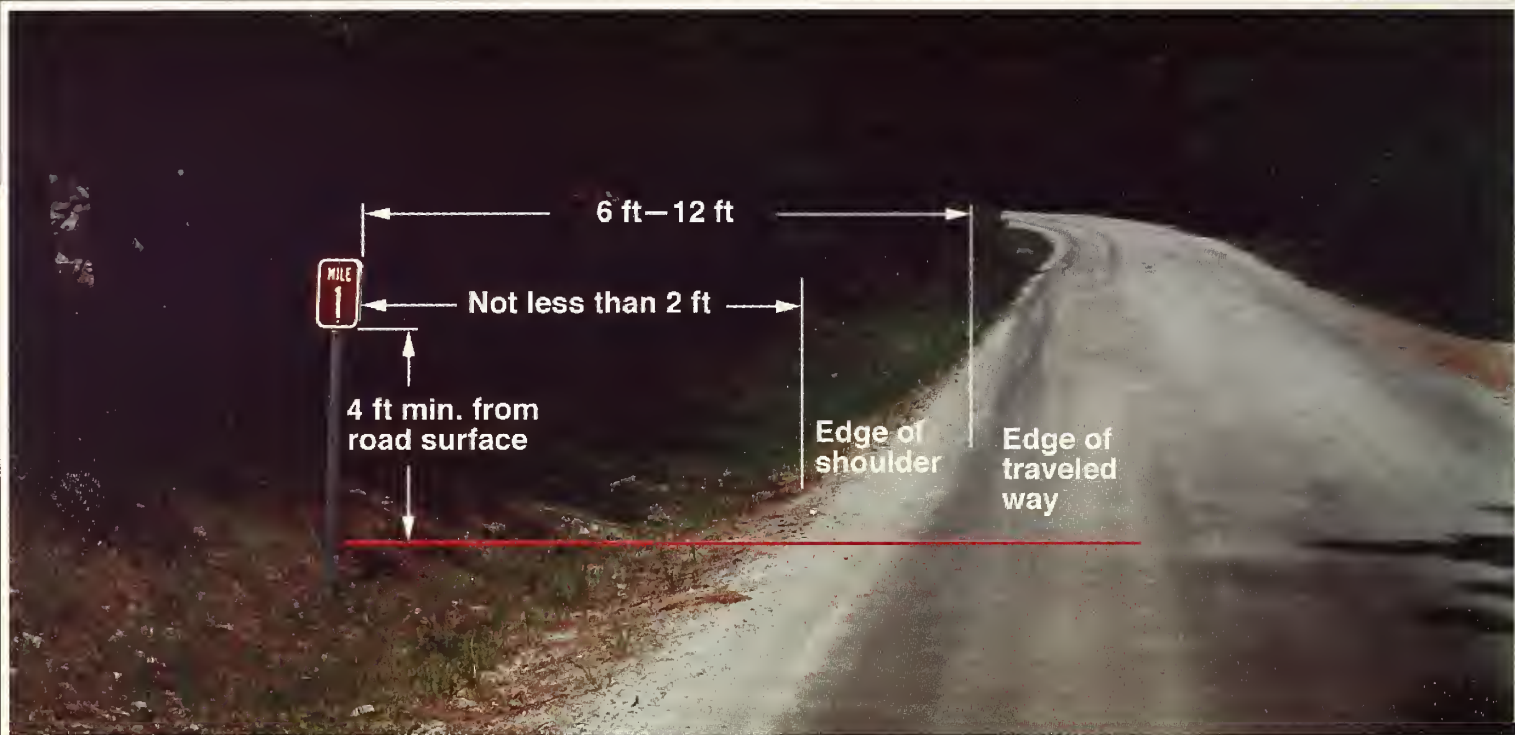 6 ft—12 ft
MILE
1
Not less than 2 ft
4 ft min. from
road surface
Edge of
shoulder
Edge of
traveled
way